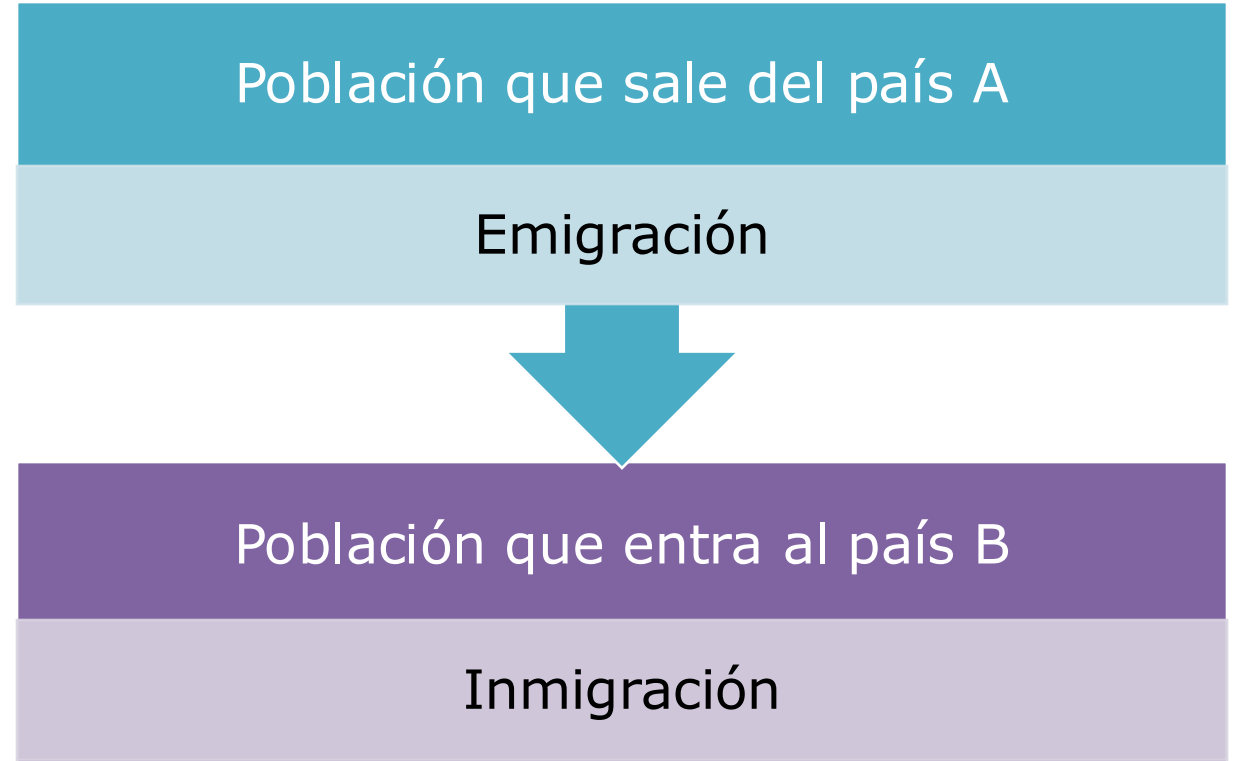 Población que sale del país A
Emigración
Población que entra al país B
Inmigración